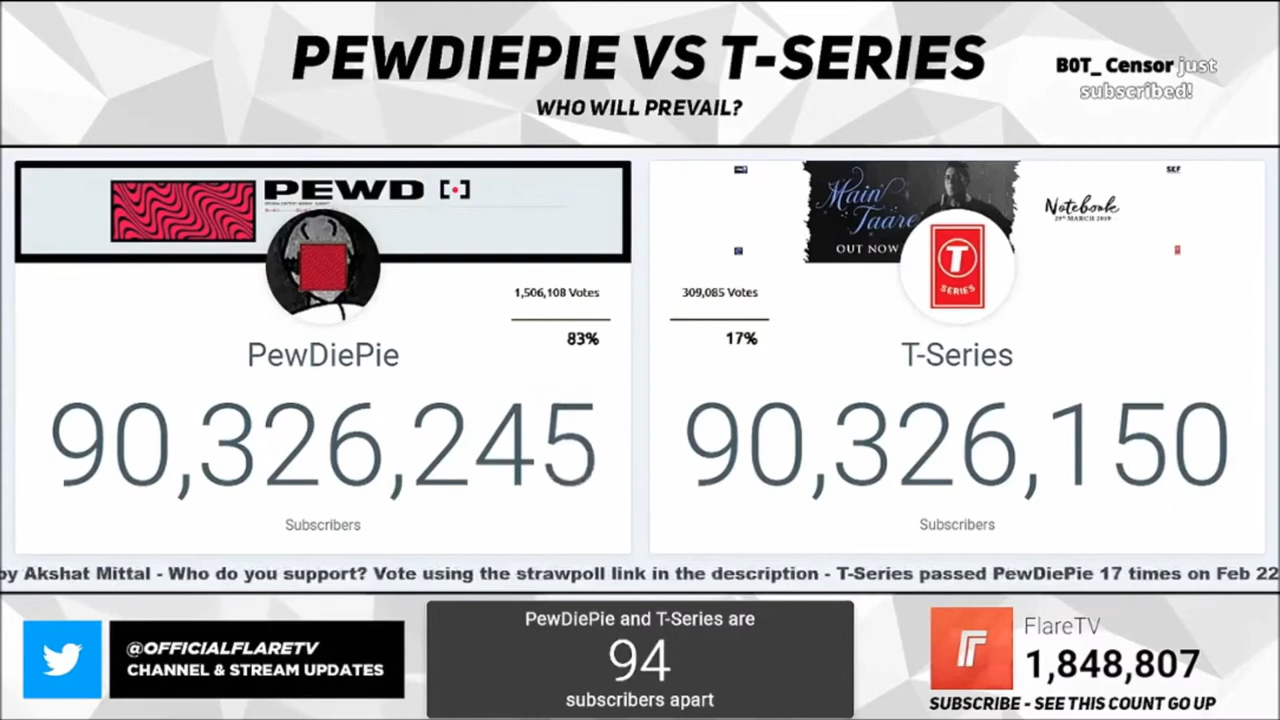 PEWDIEPIE VS T-SERIES
WHO WILL PREVAIL?
B0T_ Censor just
subscribed!
PEWD [•]
1,506,108 Votes
83%
PewDiePie
90,326,245
Subscribers
Main
Taare
OUT NOW
Notebook
29TH MARCH 2019
SEF
T
SERIES
309,085 Votes
17%
T-Series
90,326,150
Subscribers
by Akshat Mittal - Who do you support? Vote using the strawpoll link in the description - T-Series passed PewDiePie 17 times on Feb 22
@OFFICIALFLARETV
CHANNEL & STREAM UPDATES
PewDiePie and T-Series are
94
subscribers apart
FlareTV
1,848,807
SUBSCRIBE - SEE THIS COUNT GO UP